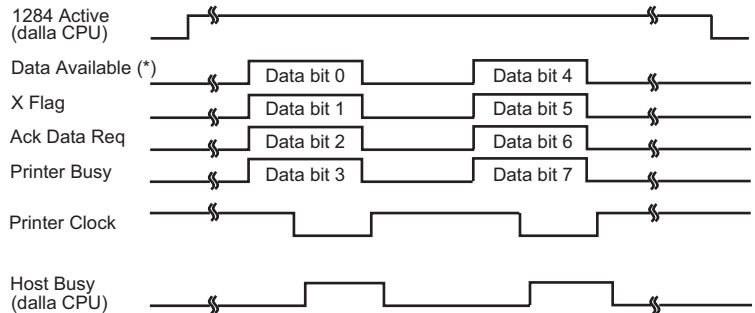 1284 Active
(dalla CPU)
Data Available (*)
Data bit 0
Data bit 4
X Flag
Data bit 1
Data bit 5
Ack Data Req
Data bit 2
Data bit 6
Printer Busy
Data bit 3
Data bit 7
Printer Clock
Host Busy
(dalla CPU)